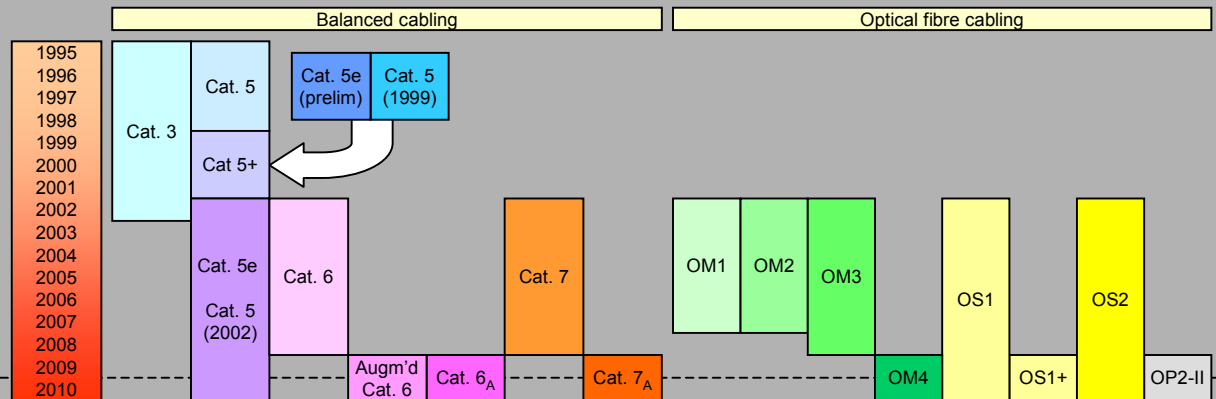 Balanced cabling
Optical fibre cabling
1995
1996
1997
1998
1999
2000
2001
2002
2003
2004
2005
2006
2007
2008
2009
2010
Cat. 3
Cat. 5
Cat 5+
Cat. 5e
(prelim)
Cat. 5
(1999)
Cat. 5e
Cat. 5
(2002)
Cat. 6
Augm'd
Cat. 6
Cat. 6A
Cat. 7
Cat. 7A
OM1
OM2
OM3
OM4
OS1
OS1+
OS2
OP2-II